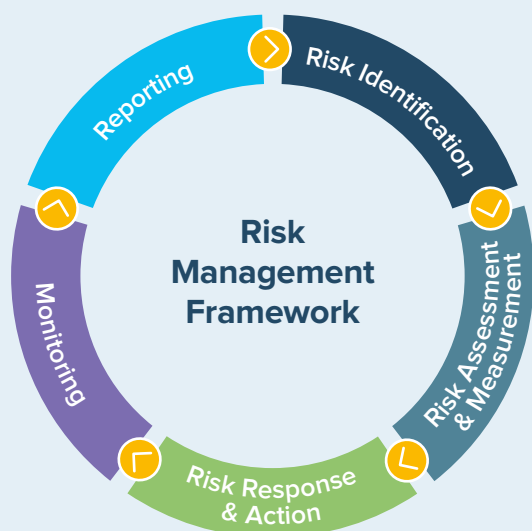 Risk
Management
Framework
Risk Identification
Risk Assessment
& Measurement
Risk Response
& Action
Monitoring
Reporting